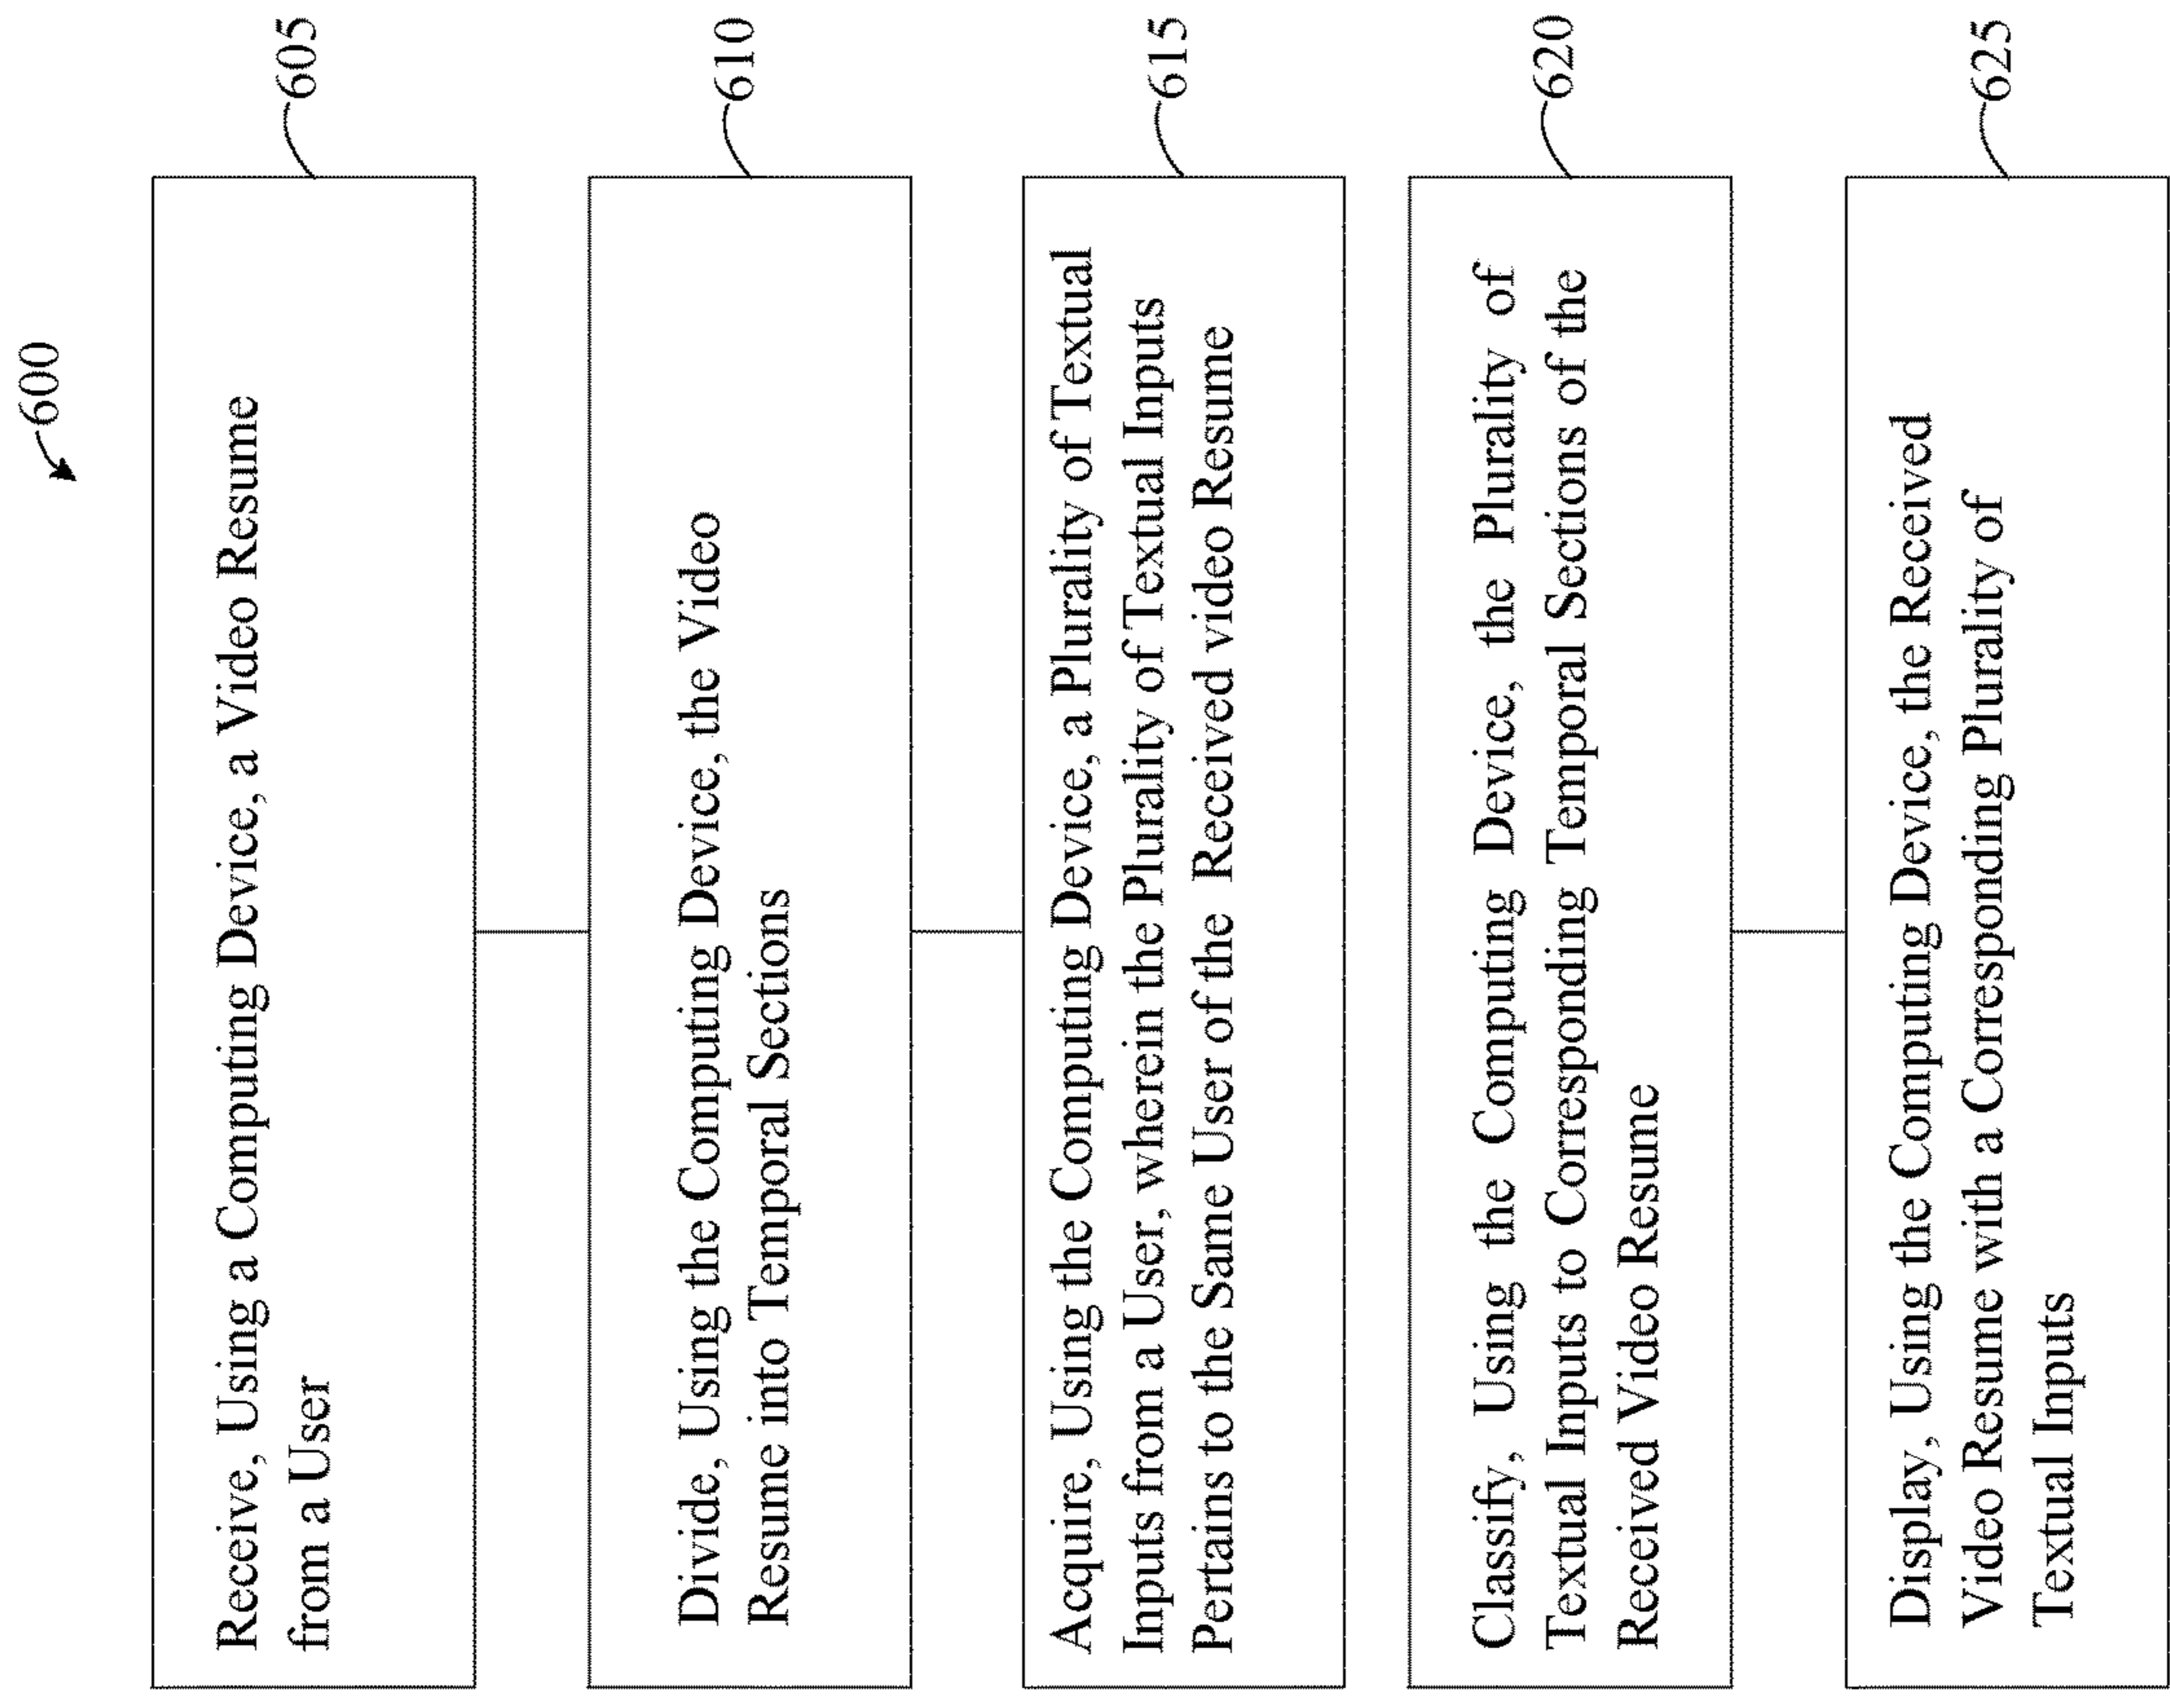 600
Receive, Using a Computing Device, a Video Resume
from a User
605
Divide, Using the Computing Device, the Video
Resume into Temporal Sections
610
Acquire, Using the Computing Device, a Plurality of Textual
Inputs from a User, wherein the Plurality of Textual Inputs
Pertains to the Same User of the Received video Resume
615
Classify, Using the Computing Device, the Plurality of
Textual Inputs to Corresponding Temporal Sections of the
Received Video Resume
620
Display, Using the Computing Device, the Received
Video Resume with a Corresponding Plurality of
Textual Inputs
625